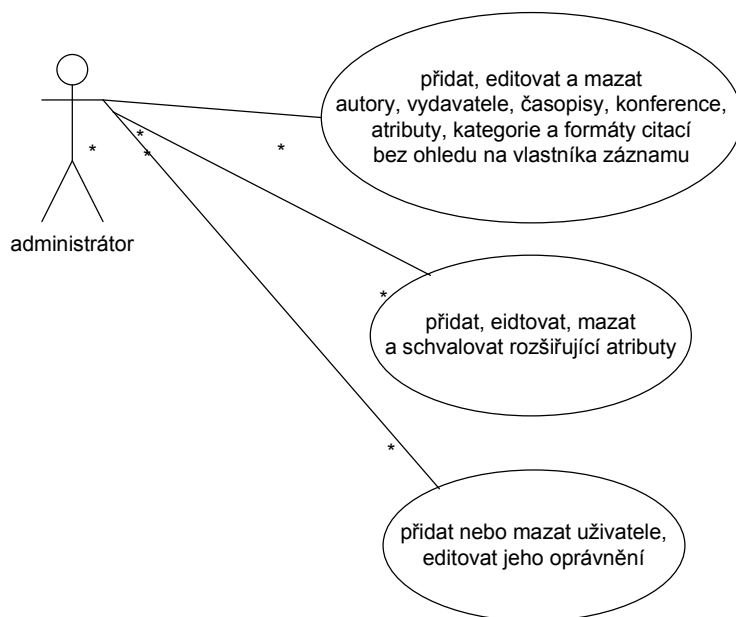 přidat, editovat a mazat
autory, vydavatele, časopisy, konference,
atributy, kategorie a formáty citací
bez ohledu na vlastníka záznamu
*
*
*
*
administrátor
*
přidat, eidtovat, mazat
a schvalovat rozšiřující atributy
*
přidat nebo mazat uživatele,
editovat jeho oprávnění